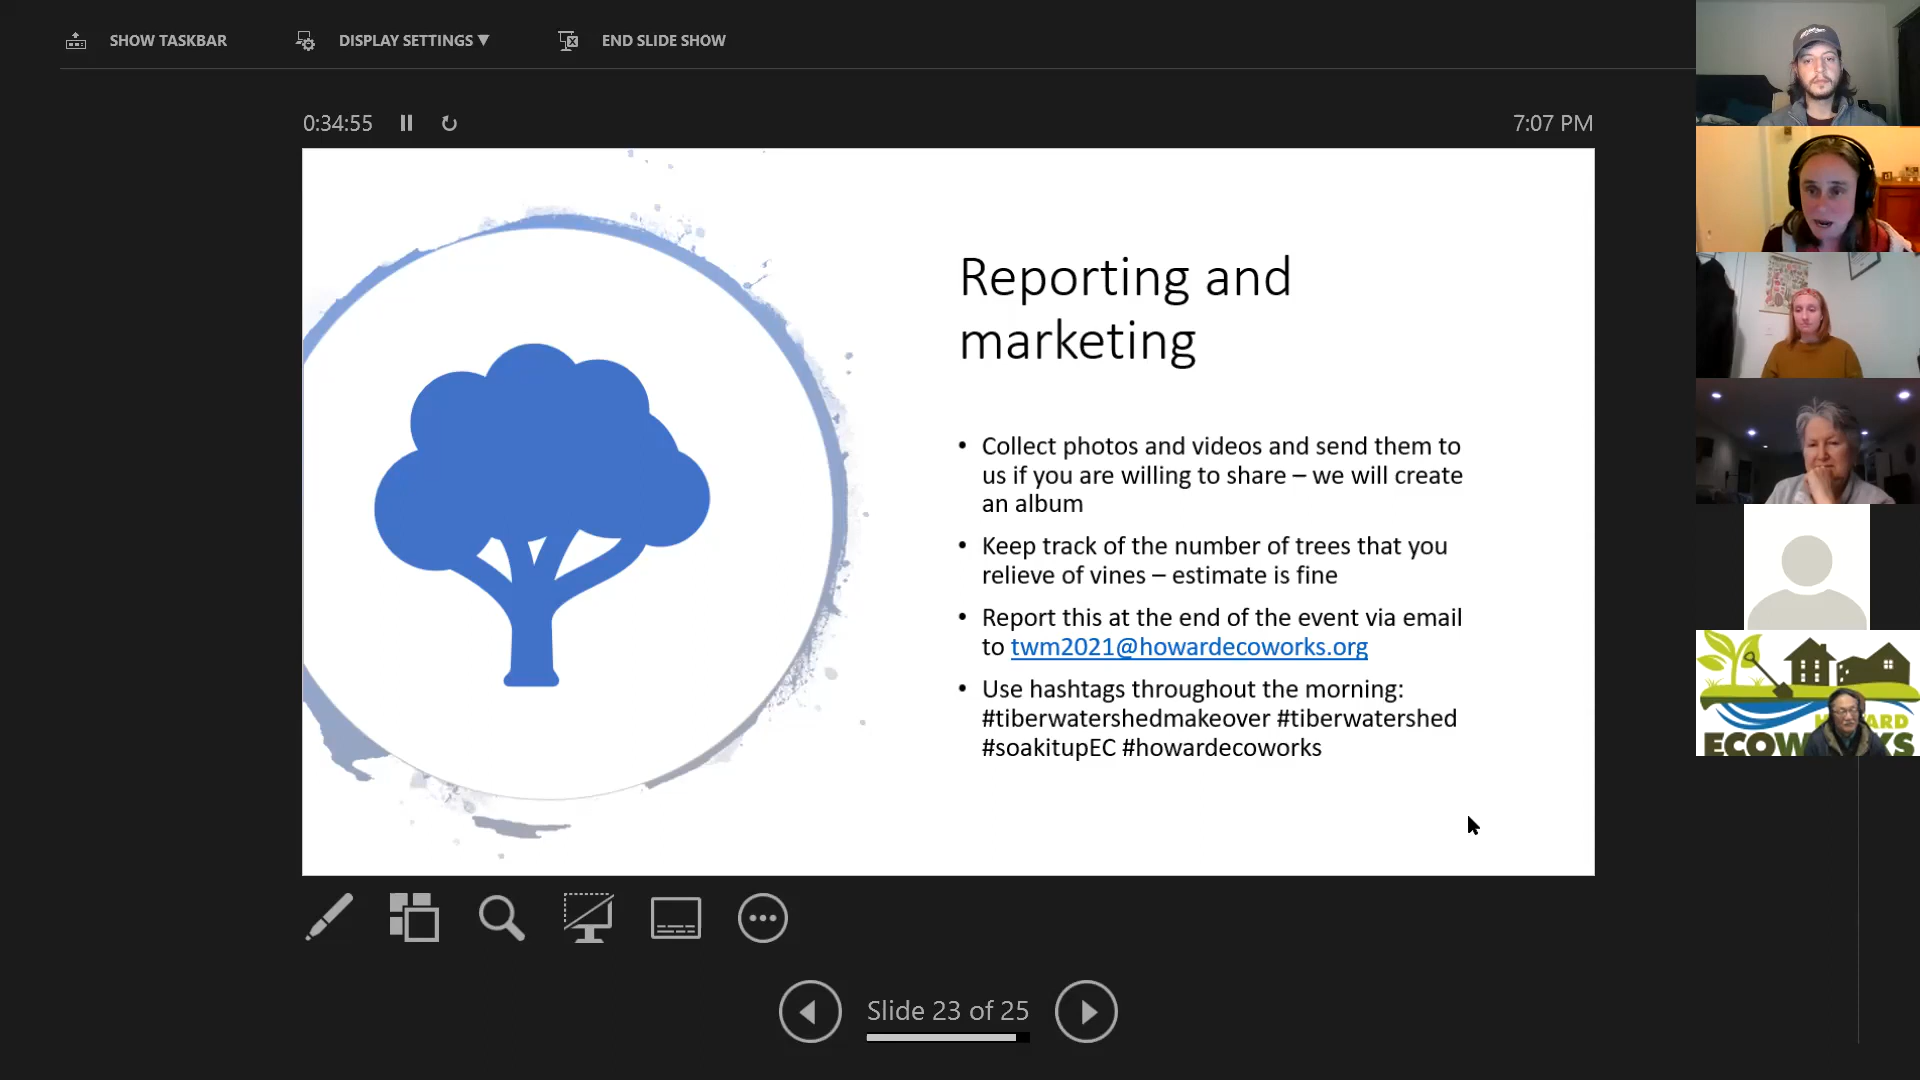 SHOW TASKBAR
DISPLAY SETTINGS ▼
END SLIDE SHOW
0:34:55
7:07 PM
Reporting and
marketing
• Collect photos and videos and send them to
us if you are willing to share – we will create
an album
• Keep track of the number of trees that you
relieve of vines – estimate is fine
• Report this at the end of the event via email
to twm2021@howardecoworks.org
• Use hashtags throughout the morning:
#tiberwatershedmakeover #tiberwatershed
#soakitupEC #howardecoworks
Slide 23 of 25